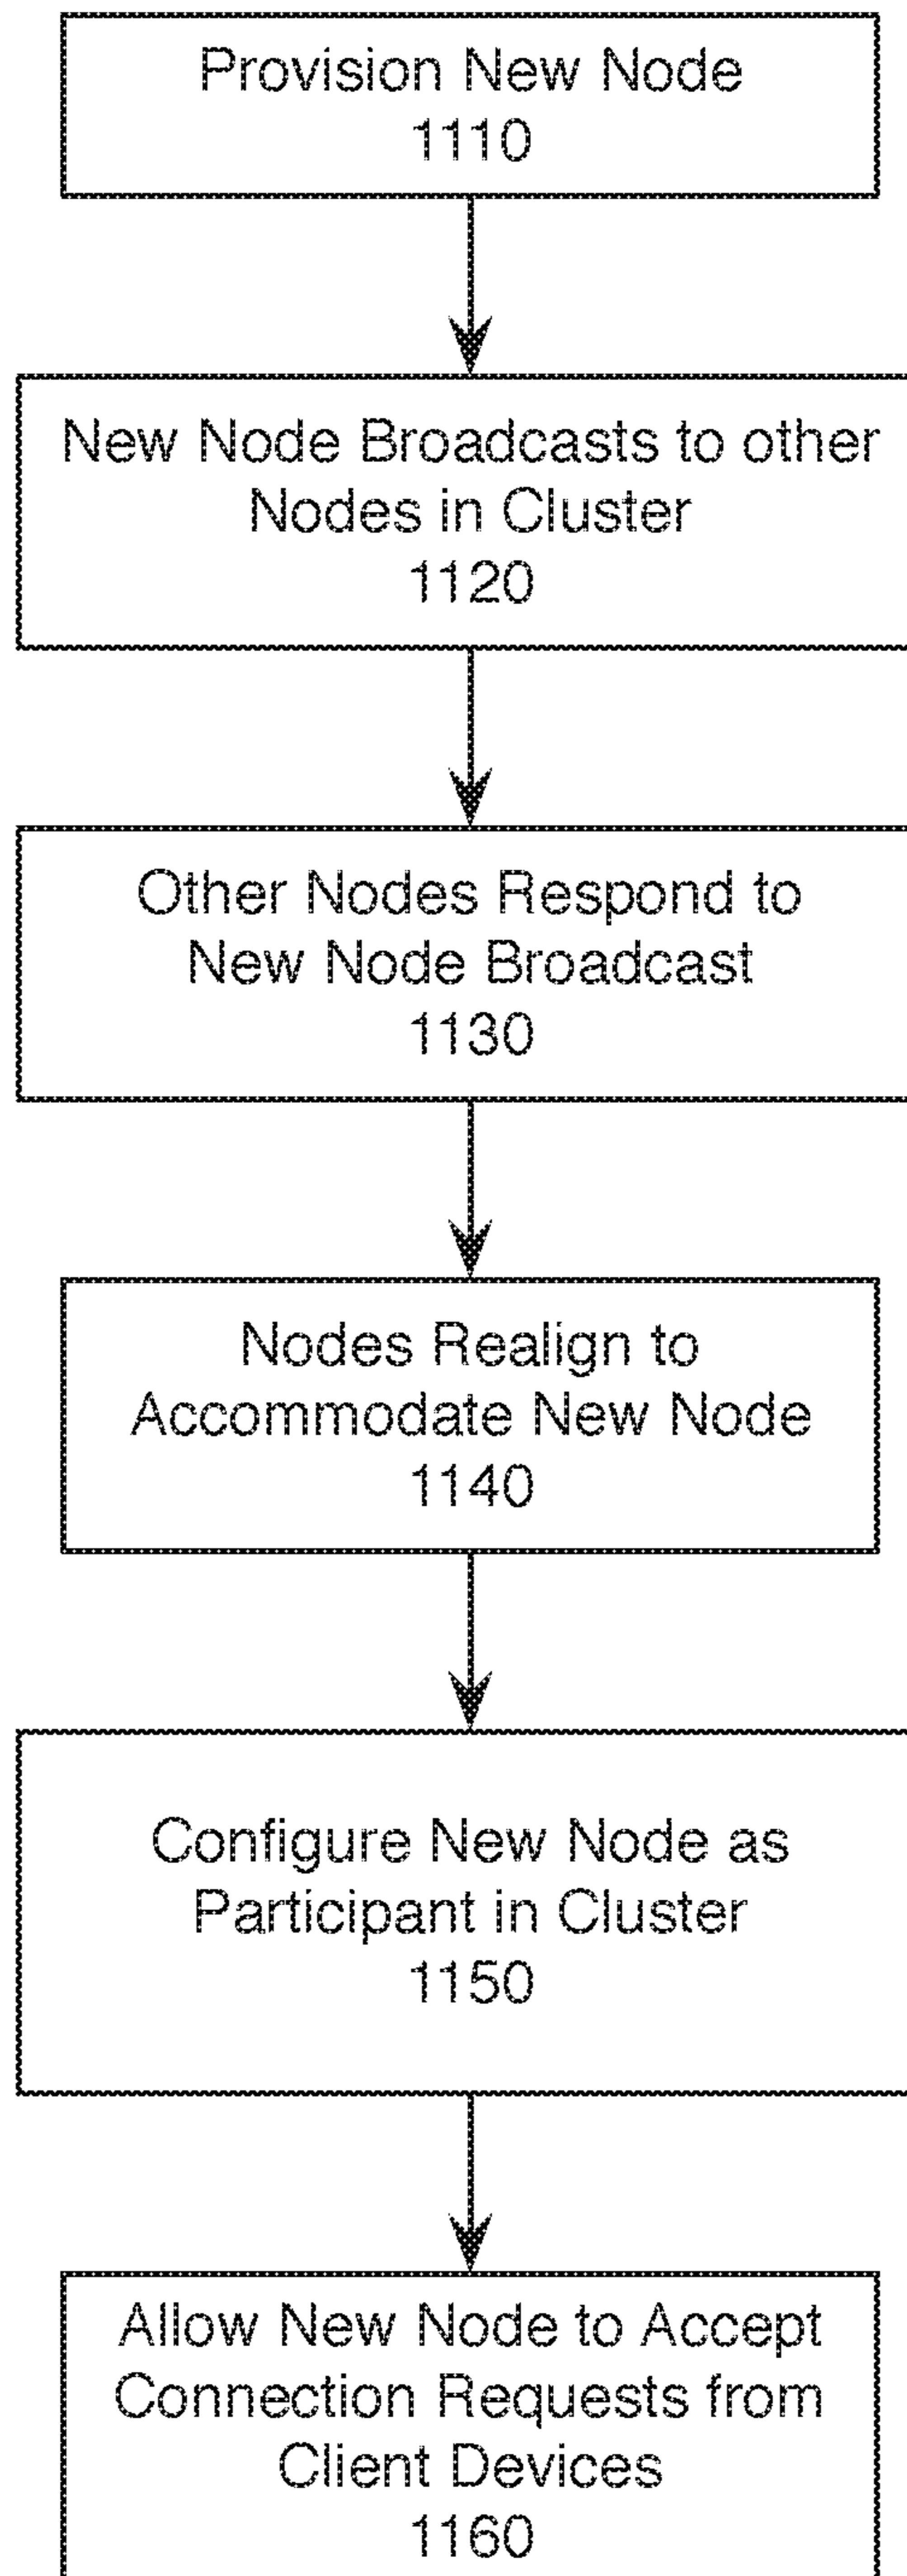 Provision New Node
1110
New Node Broadcasts to other
Nodes in Cluster
1120
Other Nodes Respond to
New Node Broadcast
1130
Nodes Realign to
Accommodate New Node
1140
Configure New Node as
Participant in Cluster
1150
Allow New Node to Accept
Connection Requests from
Client Devices
1160